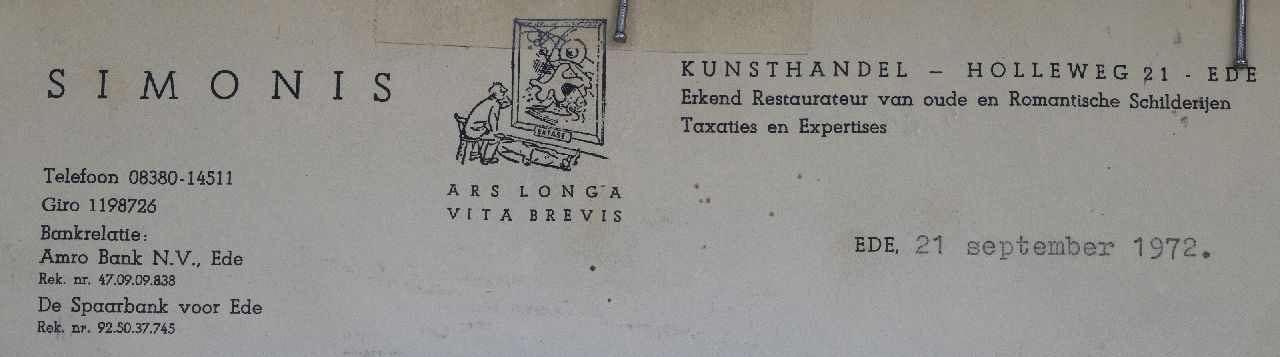 SIMONIS
EXTASE
ARS LONGA
VITA BREVIS
KUNSTHANDEL – HOLLEWEG 21 - EDE
Erkend Restaurateur van oude en Romantische Schilderijen
Taxaties en Expertises
Telefoon 08380-14511
Giro 1198726
Bankrelatie:
Amro Bank N.V., Ede
Rek. nr. 47.09.09.838
De Spaarbank voor Ede
Rek. nr. 92.50.37.745
EDE, 21 september 1972.